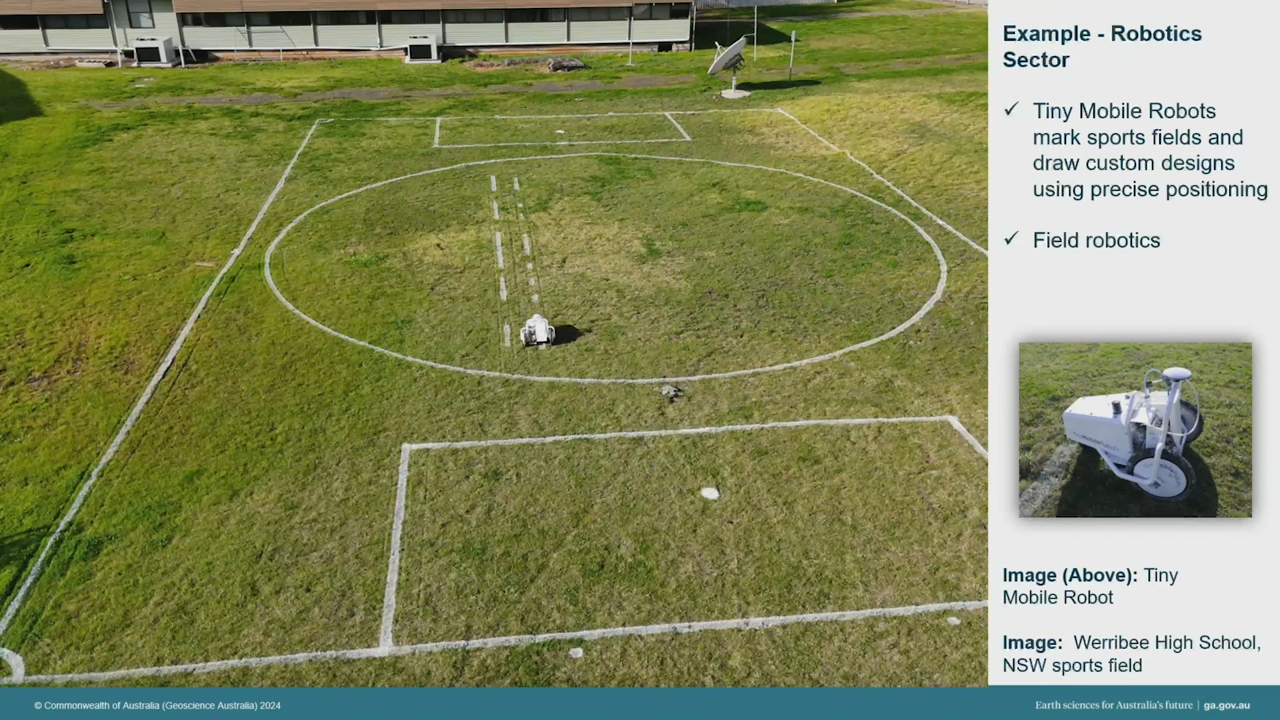 Example - Robotics
Sector
✓ Tiny Mobile Robots
mark sports fields and
draw custom designs
using precise positioning
✓ Field robotics
Image (Above): Tiny
Mobile Robot
Image: Werribee High School,
NSW sports field
© Commonwealth of Australia (Geoscience Australia) 2024
Earth sciences for Australia's future | ga.gov.au